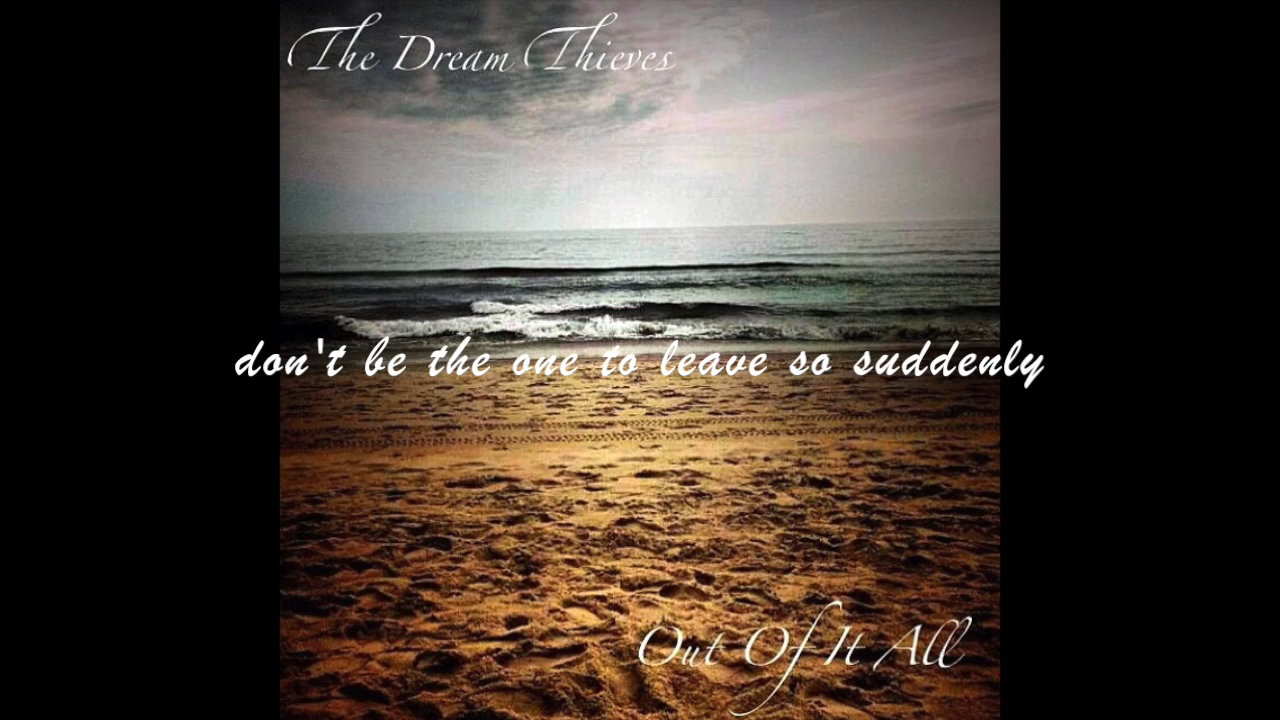 The Dream Thieves
don't be the one to leave so suddenly
Out Of It All